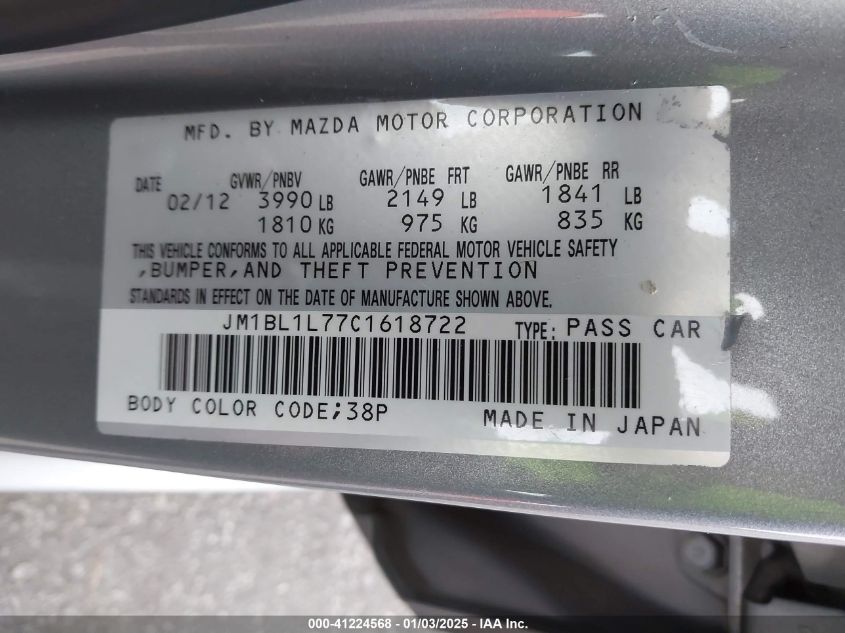 MFD. BY MAZDA MOTOR CORPORATION
DATE GVWR/PNBV GAWR/PNBE FRT GAWR/PNBE RR
02/12 3990 LB 2149 LB 1841 LB
1810 KG 975 KG 835 KG
THIS VEHICLE CONFORMS TO ALL APPLICABLE FEDERAL MOTOR VEHICLE SAFETY
,BUMPER,AND THEFT PREVENTION
STANDARDS IN EFFECT ON THE DATE OF MANUFACTURE SHOWN ABOVE.
JM1BL1L77C1618722 TYPE: PASS CAR
BODY COLOR CODE;38P MADE IN JAPAN
000-41224568 - 01/03/2025 - IAA Inc.